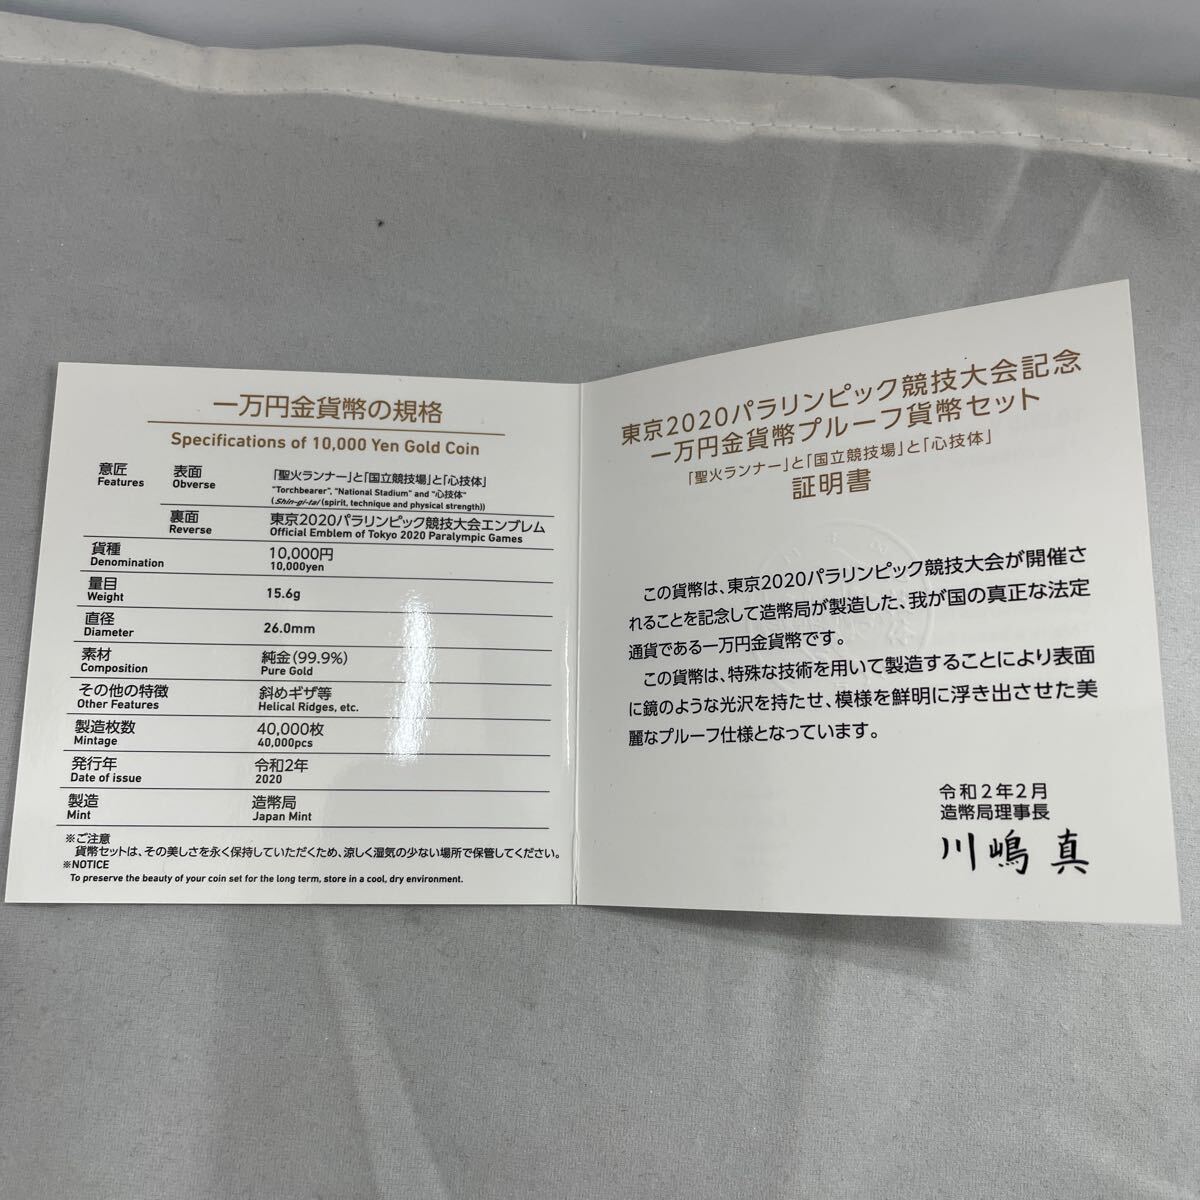 一万円金貨幣の規格
Specifications of 10,000 Yen Gold Coin
意匠 表面 「聖火ランナー」と「国立競技場」と「心技体」
Features Obverse "Torchbearer", "National Stadium" and "心技体"
(Shin-gi-tai (spirit, technique and physical strength))
裏面 東京2020パラリンピック競技大会エンブレム
Reverse Official Emblem of Tokyo 2020 Paralympic Games
貨種 10,000円
Denomination 10,000yen
量目 15.6g
Weight
直径 26.0mm
Diameter
素材 純金(99.9%)
Composition Pure Gold
その他の特徴 斜めギザ等
Other Features Helical Ridges, etc.
製造枚数 40,000枚
Mintage 40,000pcs
発行年 令和2年
Date of issue 2020
製造 造幣局
Mint Japan Mint
※ご注意
貨幣セットは、その美しさを永く保持していただくため、涼しく湿気の少ない場所で保管してください。
※NOTICE
To preserve the beauty of your coin set for the long term, store in a cool, dry environment.
東京2020パラリンピック競技大会記念
一万円金貨幣プルーフ貨幣セット
「聖火ランナー」と「国立競技場」と「心技体」
証明書
この貨幣は、東京2020パラリンピック競技大会が開催さ
れることを記念して造幣局が製造した、我が国の真正な法定
通貨である一万円金貨幣です。
この貨幣は、特殊な技術を用いて製造することにより表面
に鏡のような光沢を持たせ、模様を鮮明に浮き出させた美
麗なプルーフ仕様となっています。
令和2年2月
造幣局理事長
川嶋 真